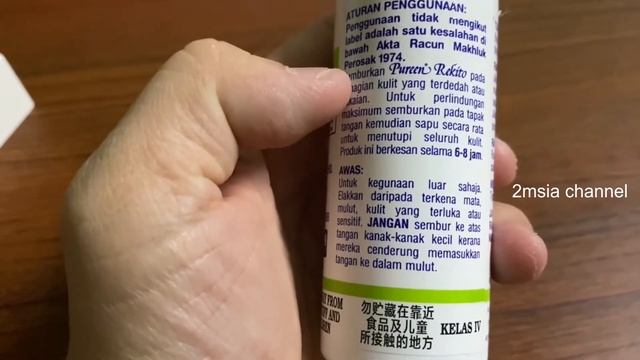 ATURAN PENGGUNAAN:
Penggunaan tidak mengikut
label adalah satu kesalahan di
bawah Akta Racun Makhluk
Perosak 1974.
Pureen Rekito pada
kulit yang terdedah atau
Untuk perlindungan
maksimum semburkan pada tapak
tangan kemudian sapu secara rata
untuk menutupi seluruh kulit.
Produk ini berkesan selama 6-8 jam.
AWAS:
Untuk kegunaan luar sahaja.
Elakkan daripada terkena mata,
mulut, kulit yang terluka atau
sensitif. JANGAN sembur ke atas
tangan kanak-kanak kecil kerana
mereka cenderung memasukkan
tangan ke dalam mulut.
FROM
AND
勿贮藏在靠近
食品及儿童
所接触的地方
KELAS IV
2msia channel